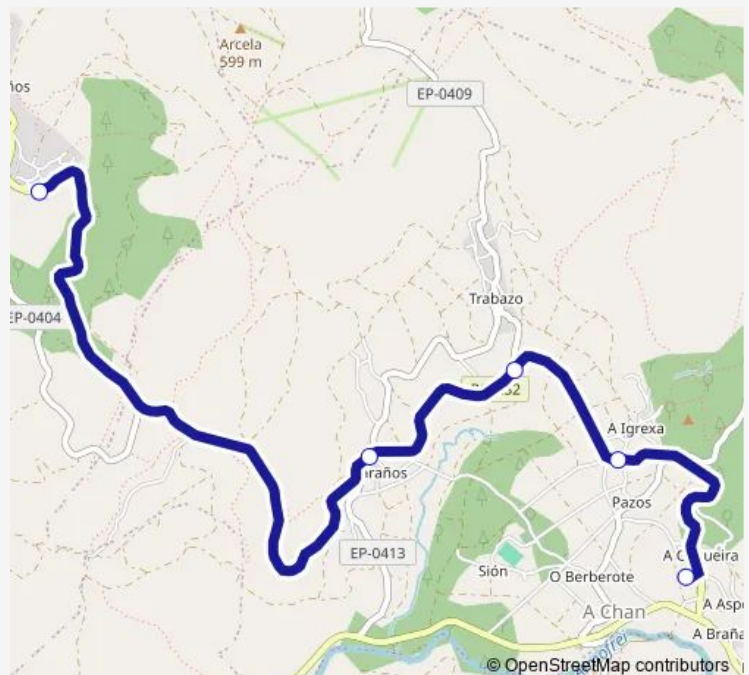 Arcela
599 m
EP-0409
EP-0404
Trabazo
A Igrexa
Pazos
EP-0413
Sión
O Berberote
A Chan
A Braña
© OpenStreetMap contributors